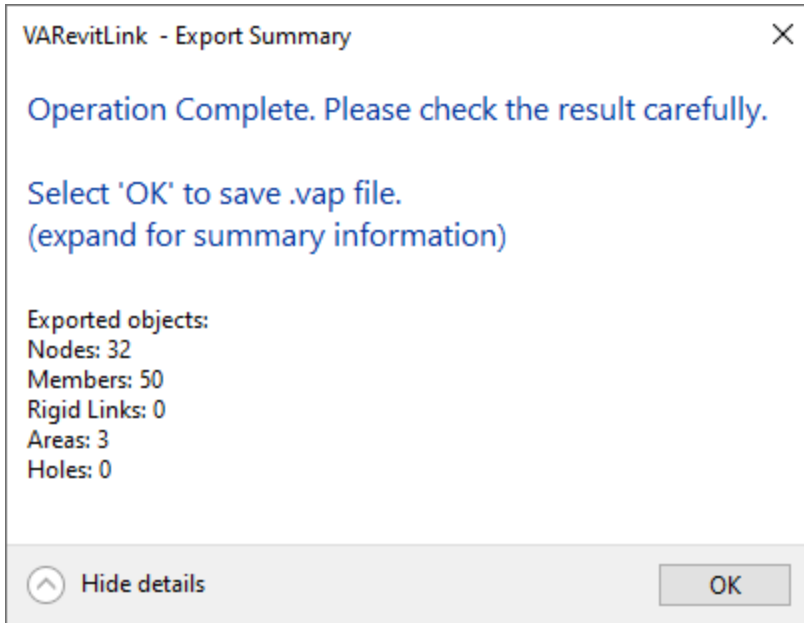 VARevitLink - Export Summary
Operation Complete. Please check the result carefully.
Select 'OK' to save .vap file.
(expand for summary information)
Exported objects:
Nodes: 32
Members: 50
Rigid Links: 0
Areas: 3
Holes: 0
Hide details
OK